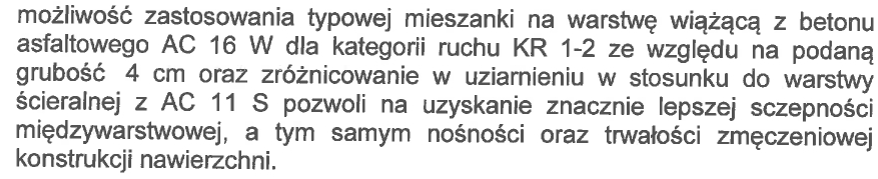 możliwość zastosowania typowej mieszanki na warstwę wiążącą z betonu
asfaltowego AC 16 W dla kategorii ruchu KR 1-2 ze względu na podaną
grubość 4 cm oraz zróżnicowanie w uziarnieniu w stosunku do warstwy
ścieralnej z AC 11 S pozwoli na uzyskanie znacznie lepszej sczepności
międzywarstwowej, a tym samym nośności oraz trwałości zmęczeniowej
konstrukcji nawierzchni.